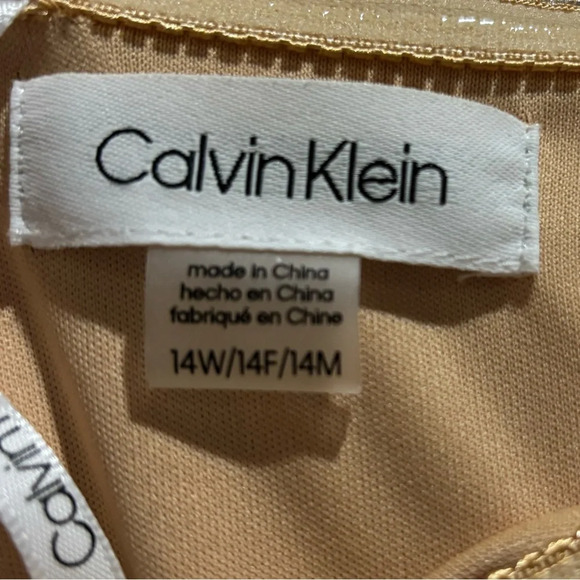 Calvin Klein
made in China
hecho en China
fabriqué en Chine
14W/14F/14M
Calvin